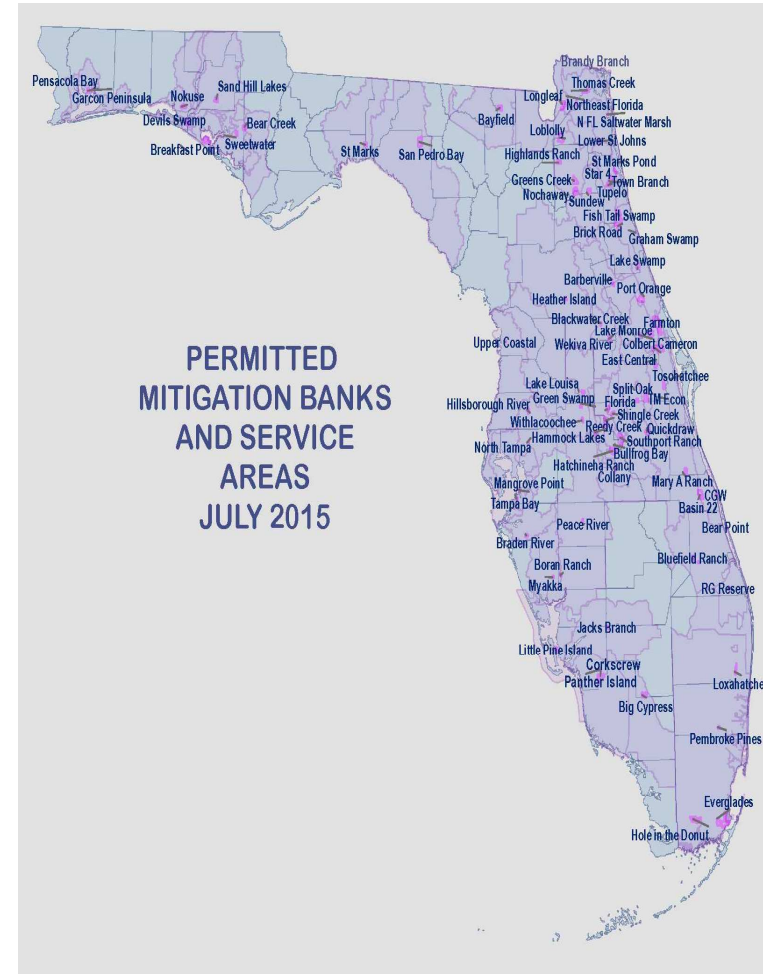 Brandy Branch
Pensacola Bay
Garcon Peninsula
Nokuse
Sand Hill Lakes
Devils Swamp
Bear Creek
Breakfast Point
Sweetwater
St Marks
San Pedro Bay
Bayfield
Thomas Creek
Longleaf
Northeast Florida
N FL Saltwater Marsh
Loblolly
Lower St Johns
Highlands Ranch
St Marks Pond
Star 4
Greens Creek
Town Branch
Nochaway
Tupelo
Sundew
Fish Tail Swamp
Brick Road
Graham Swamp
Lake Swamp
Barberville
Port Orange
Heather Island
Blackwater Creek
Farmton
Lake Monroe
Upper Coastal
Wekiva River
Colbert Cameron
East Central
PERMITTED
MITIGATION BANKS
AND SERVICE
AREAS
JULY 2015
Tosohatchee
Lake Louisa
Split Oak
Green Swamp
Florida
TM Econ
Hillsborough River
Shingle Creek
Withlacoochee
Reedy Creek
Quickdraw
Hammock Lakes
Southport Ranch
North Tampa
Bullfrog Bay
Hatchineha Ranch
Collany
Mangrove Point
Mary A Ranch
CGW
Tampa Bay
Basin 22
Peace River
Bear Point
Braden River
Bluefield Ranch
Boran Ranch
Myakka
RG Reserve
Jacks Branch
Little Pine Island
Corkscrew
Panther Island
Loxahatche
Big Cypress
Pembroke Pines
Everglades
Hole in the Donut